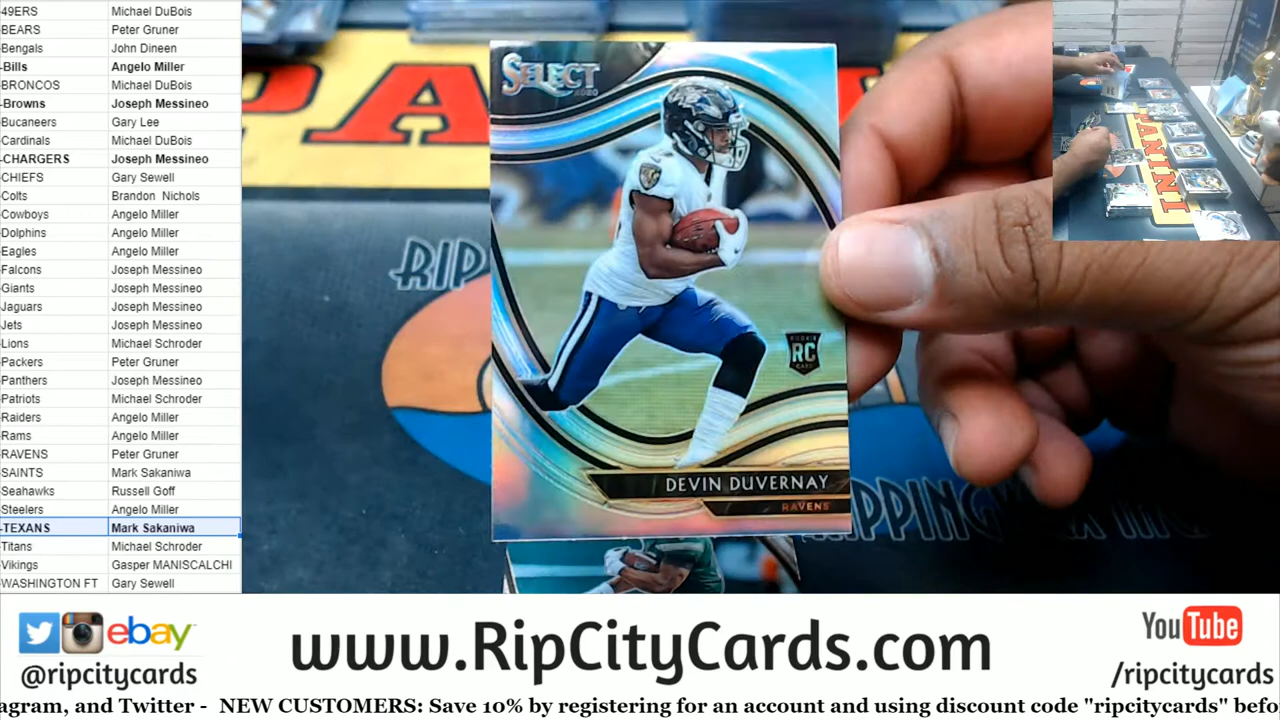 49ERS Michael DuBois
BEARS Peter Gruner
Bengals John Dineen
-Bills Angelo Miller
BRONCOS Michael DuBois
-Browns Joseph Messineo
Bucaneers Gary Lee
Cardinals Michael DuBois
-CHARGERS Joseph Messineo
CHIEFS Gary Sewell
Colts Brandon Nichols
Cowboys Angelo Miller
Dolphins Angelo Miller
Eagles Angelo Miller
Falcons Joseph Messineo
Giants Joseph Messineo
Jaguars Joseph Messineo
Jets Joseph Messineo
Lions Michael Schroder
Packers Peter Gruner
Panthers Joseph Messineo
Patriots Michael Schroder
Raiders Angelo Miller
Rams Angelo Miller
RAVENS Peter Gruner
SAINTS Mark Sakaniwa
Seahawks Russell Goff
Steelers Angelo Miller
-TEXANS Mark Sakaniwa
Titans Michael Schroder
Vikings Gasper MANISCALCHI
WASHINGTON FT Gary Sewell
SELECT
2020
ROOKIE
RC
CARD
DEVIN DUVERNAY
RAVENS
RIP
RIPPING
PANINI
ebay
@ripcitycards
www.RipCityCards.com
YouTube
/ripcitycards
agram, and Twitter - NEW CUSTOMERS: Save 10% by registering for an account and using discount code "ripcitycards" befo